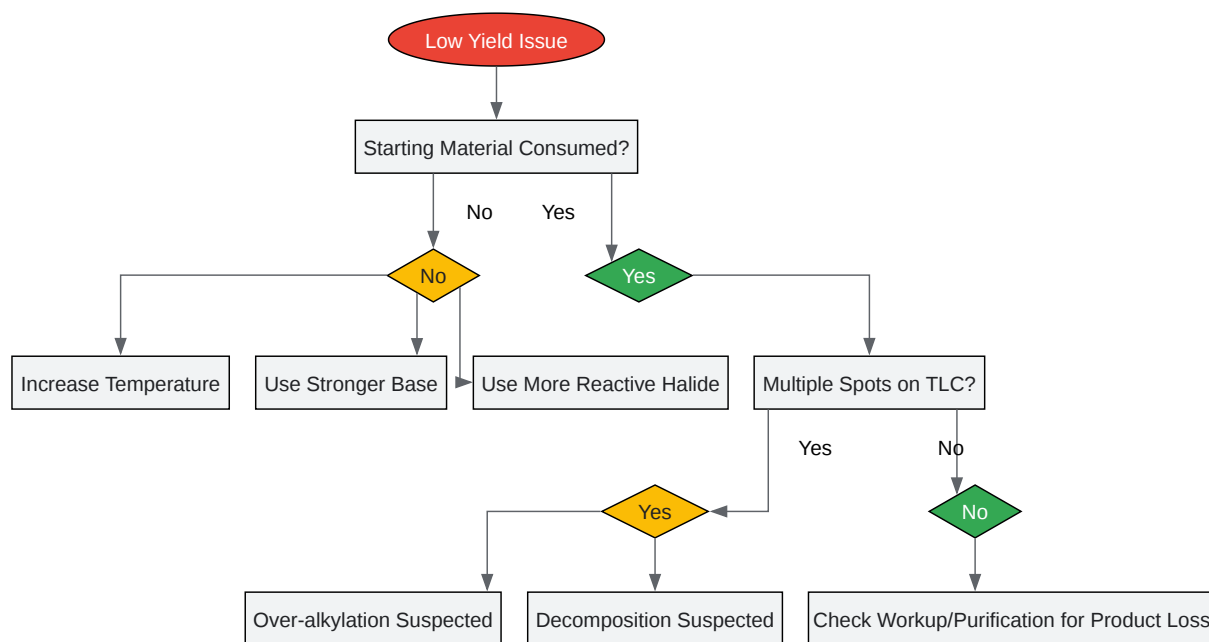 Low Yield Issue
Starting Material Consumed?
No
Yes
No
Yes
Increase Temperature
Use Stronger Base
Use More Reactive Halide
Multiple Spots on TLC?
Yes
No
Yes
No
Over-alkylation Suspected
Decomposition Suspected
Check Workup/Purification for Product Loss